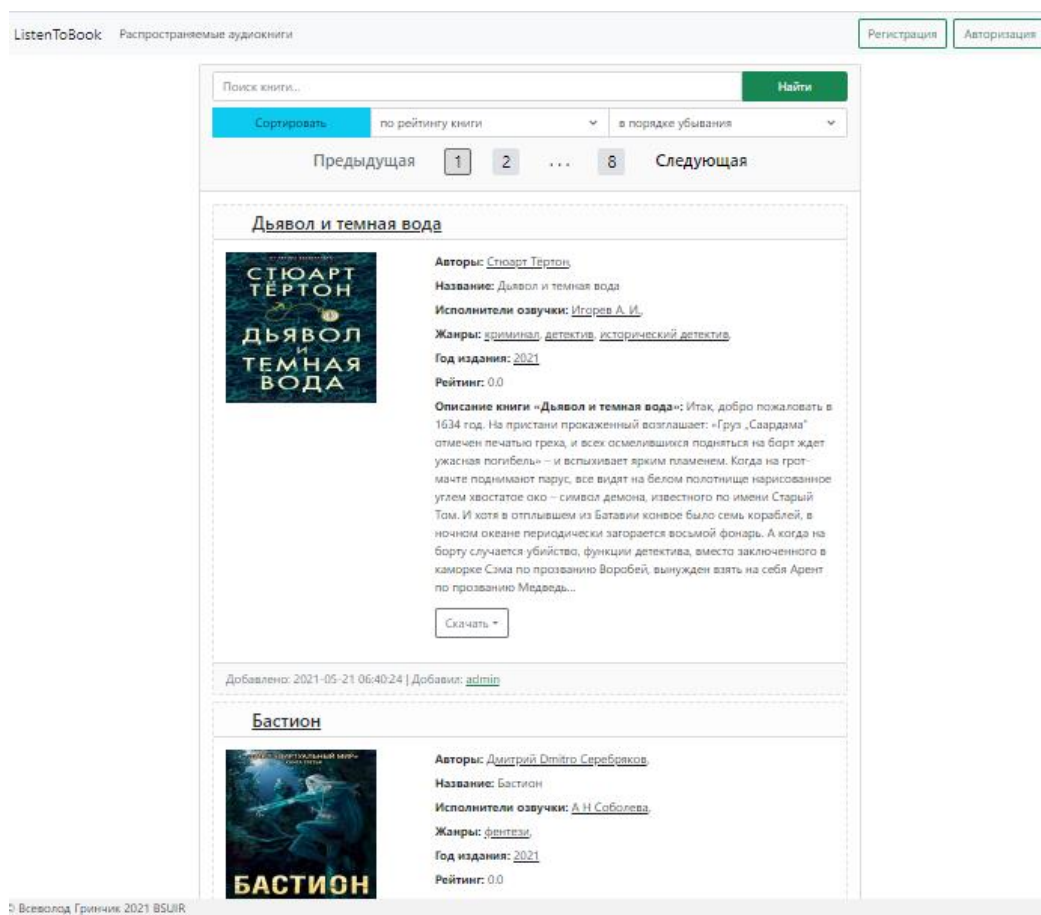 ListenToBook Распространяемые аудиокниги Регистрация Авторизация
Поиск книги... Найти
Сортировать по рейтингу книги в порядке убывания
Предыдущая 1 2 ... 8 Следующая
Дьявол и темная вода
СТЮАРТ
ТЁРТОН
ДЬЯВОЛ
И
ТЕМНАЯ
ВОДА
Авторы: Стюарт Тёртон,
Название: Дьявол и темная вода
Исполнители озвучки: Игорев А. И.,
Жанры: криминал, детектив, исторический детектив,
Год издания: 2021
Рейтинг: 0.0
Описание книги «Дьявол и темная вода»: Итак, добро пожаловать в
1634 год. На пристани прокаженный возглашает: «Груз „Саардама“
отмечен печатью греха, и всех осмелившихся подняться на борт ждет
ужасная погибель» – и вспыхивает ярким пламенем. Когда на грот-
мачте поднимают парус, все видят на белом полотнище нарисованное
углем хвостатое око – символ демона, известного по имени Старый
Том. И хотя в отплывшем из Батавии конвое было семь кораблей, в
ночном океане периодически загорается восьмой фонарь. А когда на
борту случается убийство, функции детектива, вместо заключенного в
каморке Сэма по прозванию Воробей, вынужден взять на себя Арент
по прозванию Медведь...
Скачать
Добавлено: 2021-05-21 06:40:24 | Добавил: admin
Бастион
БАСТИОН
Авторы: Дмитрий Dmitro Серебряков,
Название: Бастион
Исполнители озвучки: А Н Соболева,
Жанры: фентези,
Год издания: 2021
Рейтинг: 0.0
© Всеволод Гринчик 2021 BSUIR